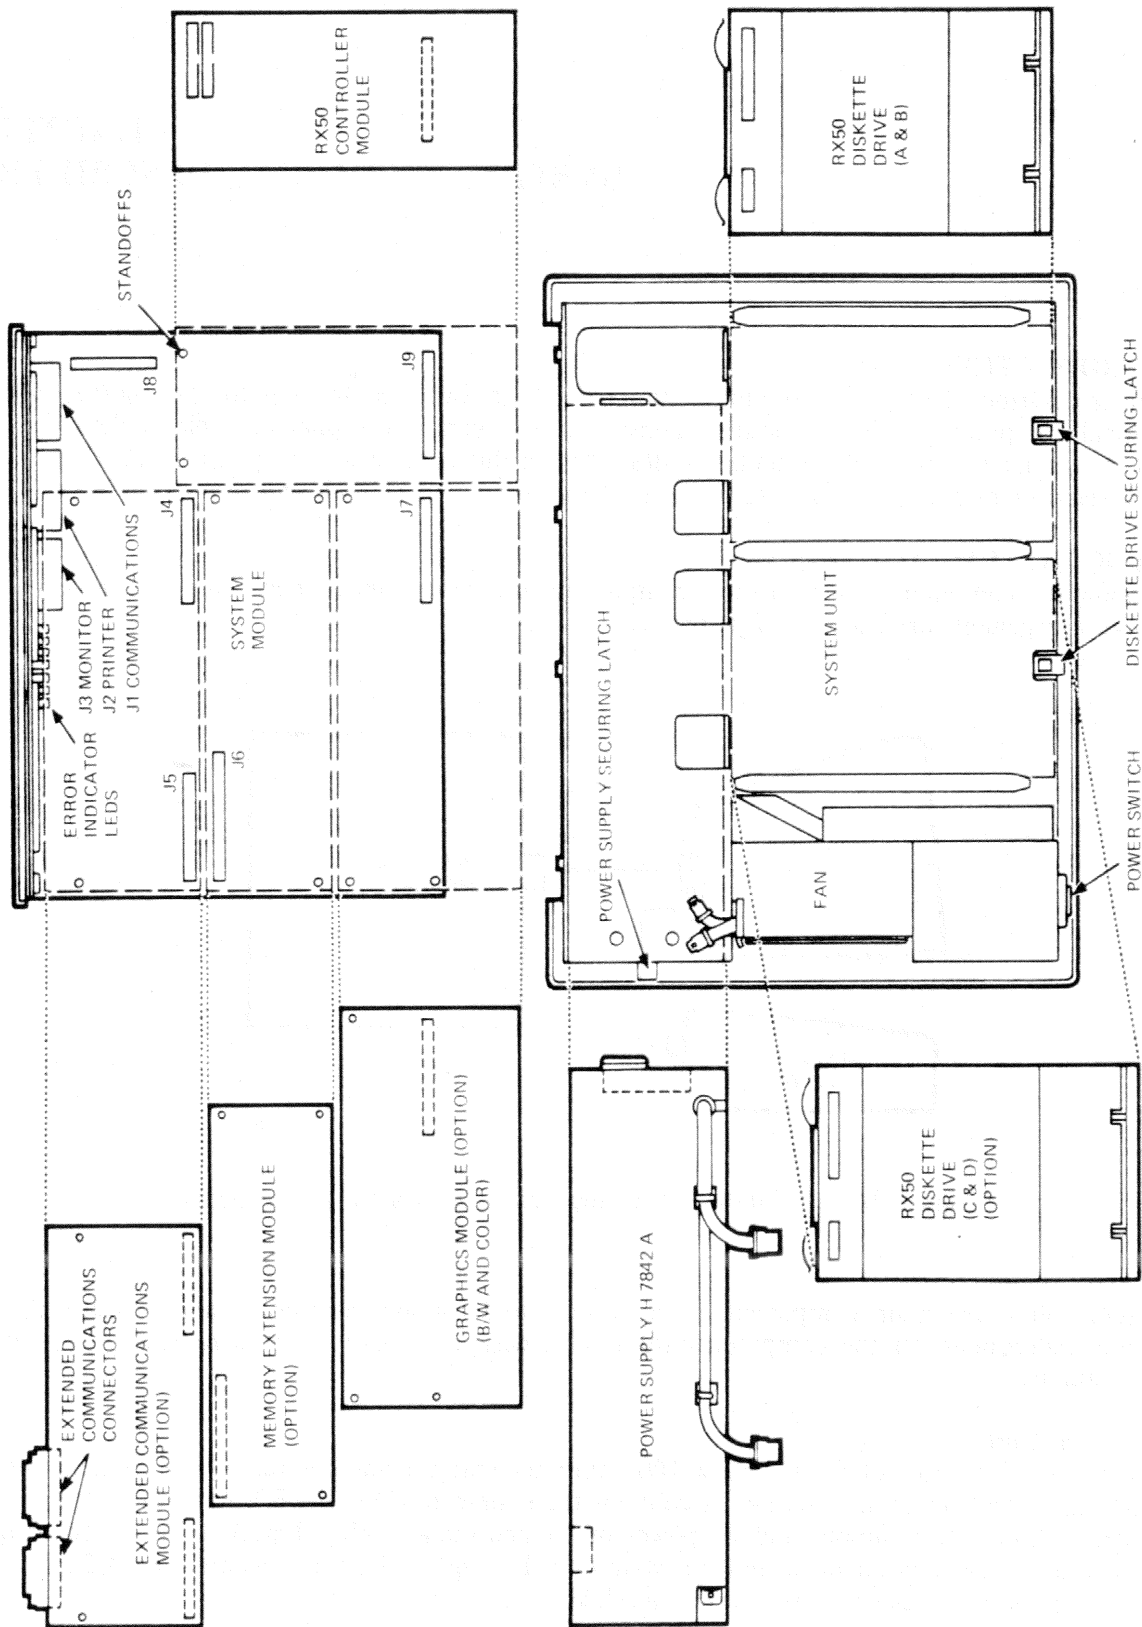 EXTENDED
COMMUNICATIONS
CONNECTORS
EXTENDED COMMUNICATIONS
MODULE (OPTION)
MEMORY EXTENSION MODULE
(OPTION)
GRAPHICS MODULE (OPTION)
(B/W AND COLOR)
ERROR
INDICATOR
LEDS
J3 MONITOR
J2 PRINTER
J1 COMMUNICATIONS
J5
J4
J8
J6
SYSTEM
MODULE
J7
J9
STANDOFFS
RX50
CONTROLLER
MODULE
POWER SUPPLY H 7842 A
POWER SUPPLY SECURING LATCH
FAN
SYSTEM UNIT
RX50
DISKETTE
DRIVE
(A & B)
RX50
DISKETTE
DRIVE
(C & D)
(OPTION)
POWER SWITCH
DISKETTE DRIVE SECURING LATCH